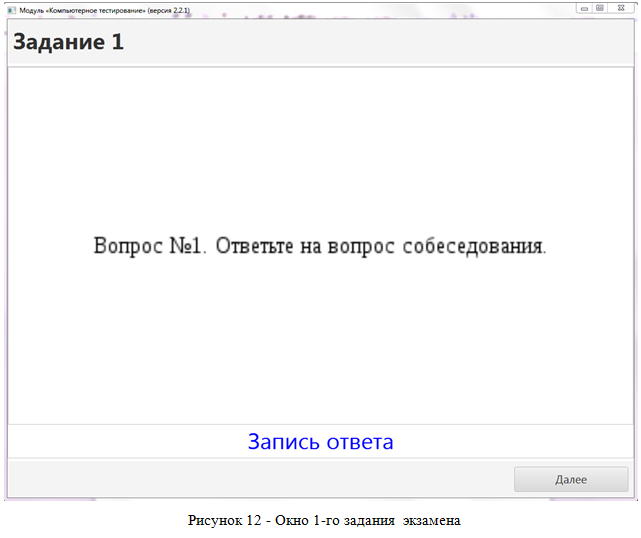 Модуль «Компьютерное тестирование» (версия 2.2.1)
Задание 1
Вопрос №1. Ответьте на вопрос собеседования.
Запись ответа
Далее
Рисунок 12 - Окно 1-го задания экзамена